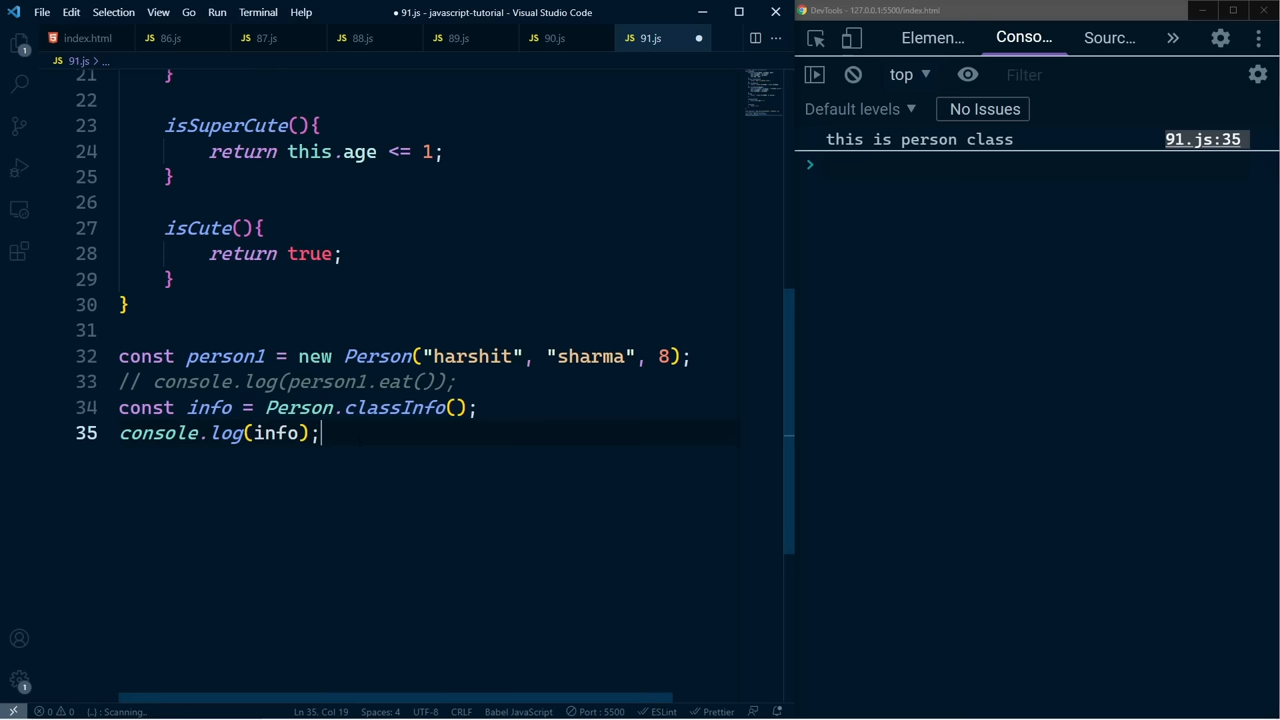 File Edit Selection View Go Run Terminal Help ● 91.js - javascript-tutorial - Visual Studio Code
index.html JS 86.js JS 87.js JS 88.js JS 89.js JS 90.js JS 91.js ●
JS 91.js > ...
21 }
22
23 isSuperCute(){
24 return this.age <= 1;
25 }
26
27 isCute(){
28 return true;
29 }
30 }
31
32 const person1 = new Person("harshit", "sharma", 8);
33 // console.log(person1.eat());
34 const info = Person.classInfo();
35 console.log(info);
1
1
0 0 {..} : Scanning.. Ln 35, Col 19 Spaces: 4 UTF-8 CRLF Babel JavaScript Port : 5500 ESLint Prettier
DevTools - 127.0.0.1:5500/index.html
Elemen... Conso... Sourc... »
top ▼ Filter
Default levels ▼ No Issues
this is person class 91.js:35
>